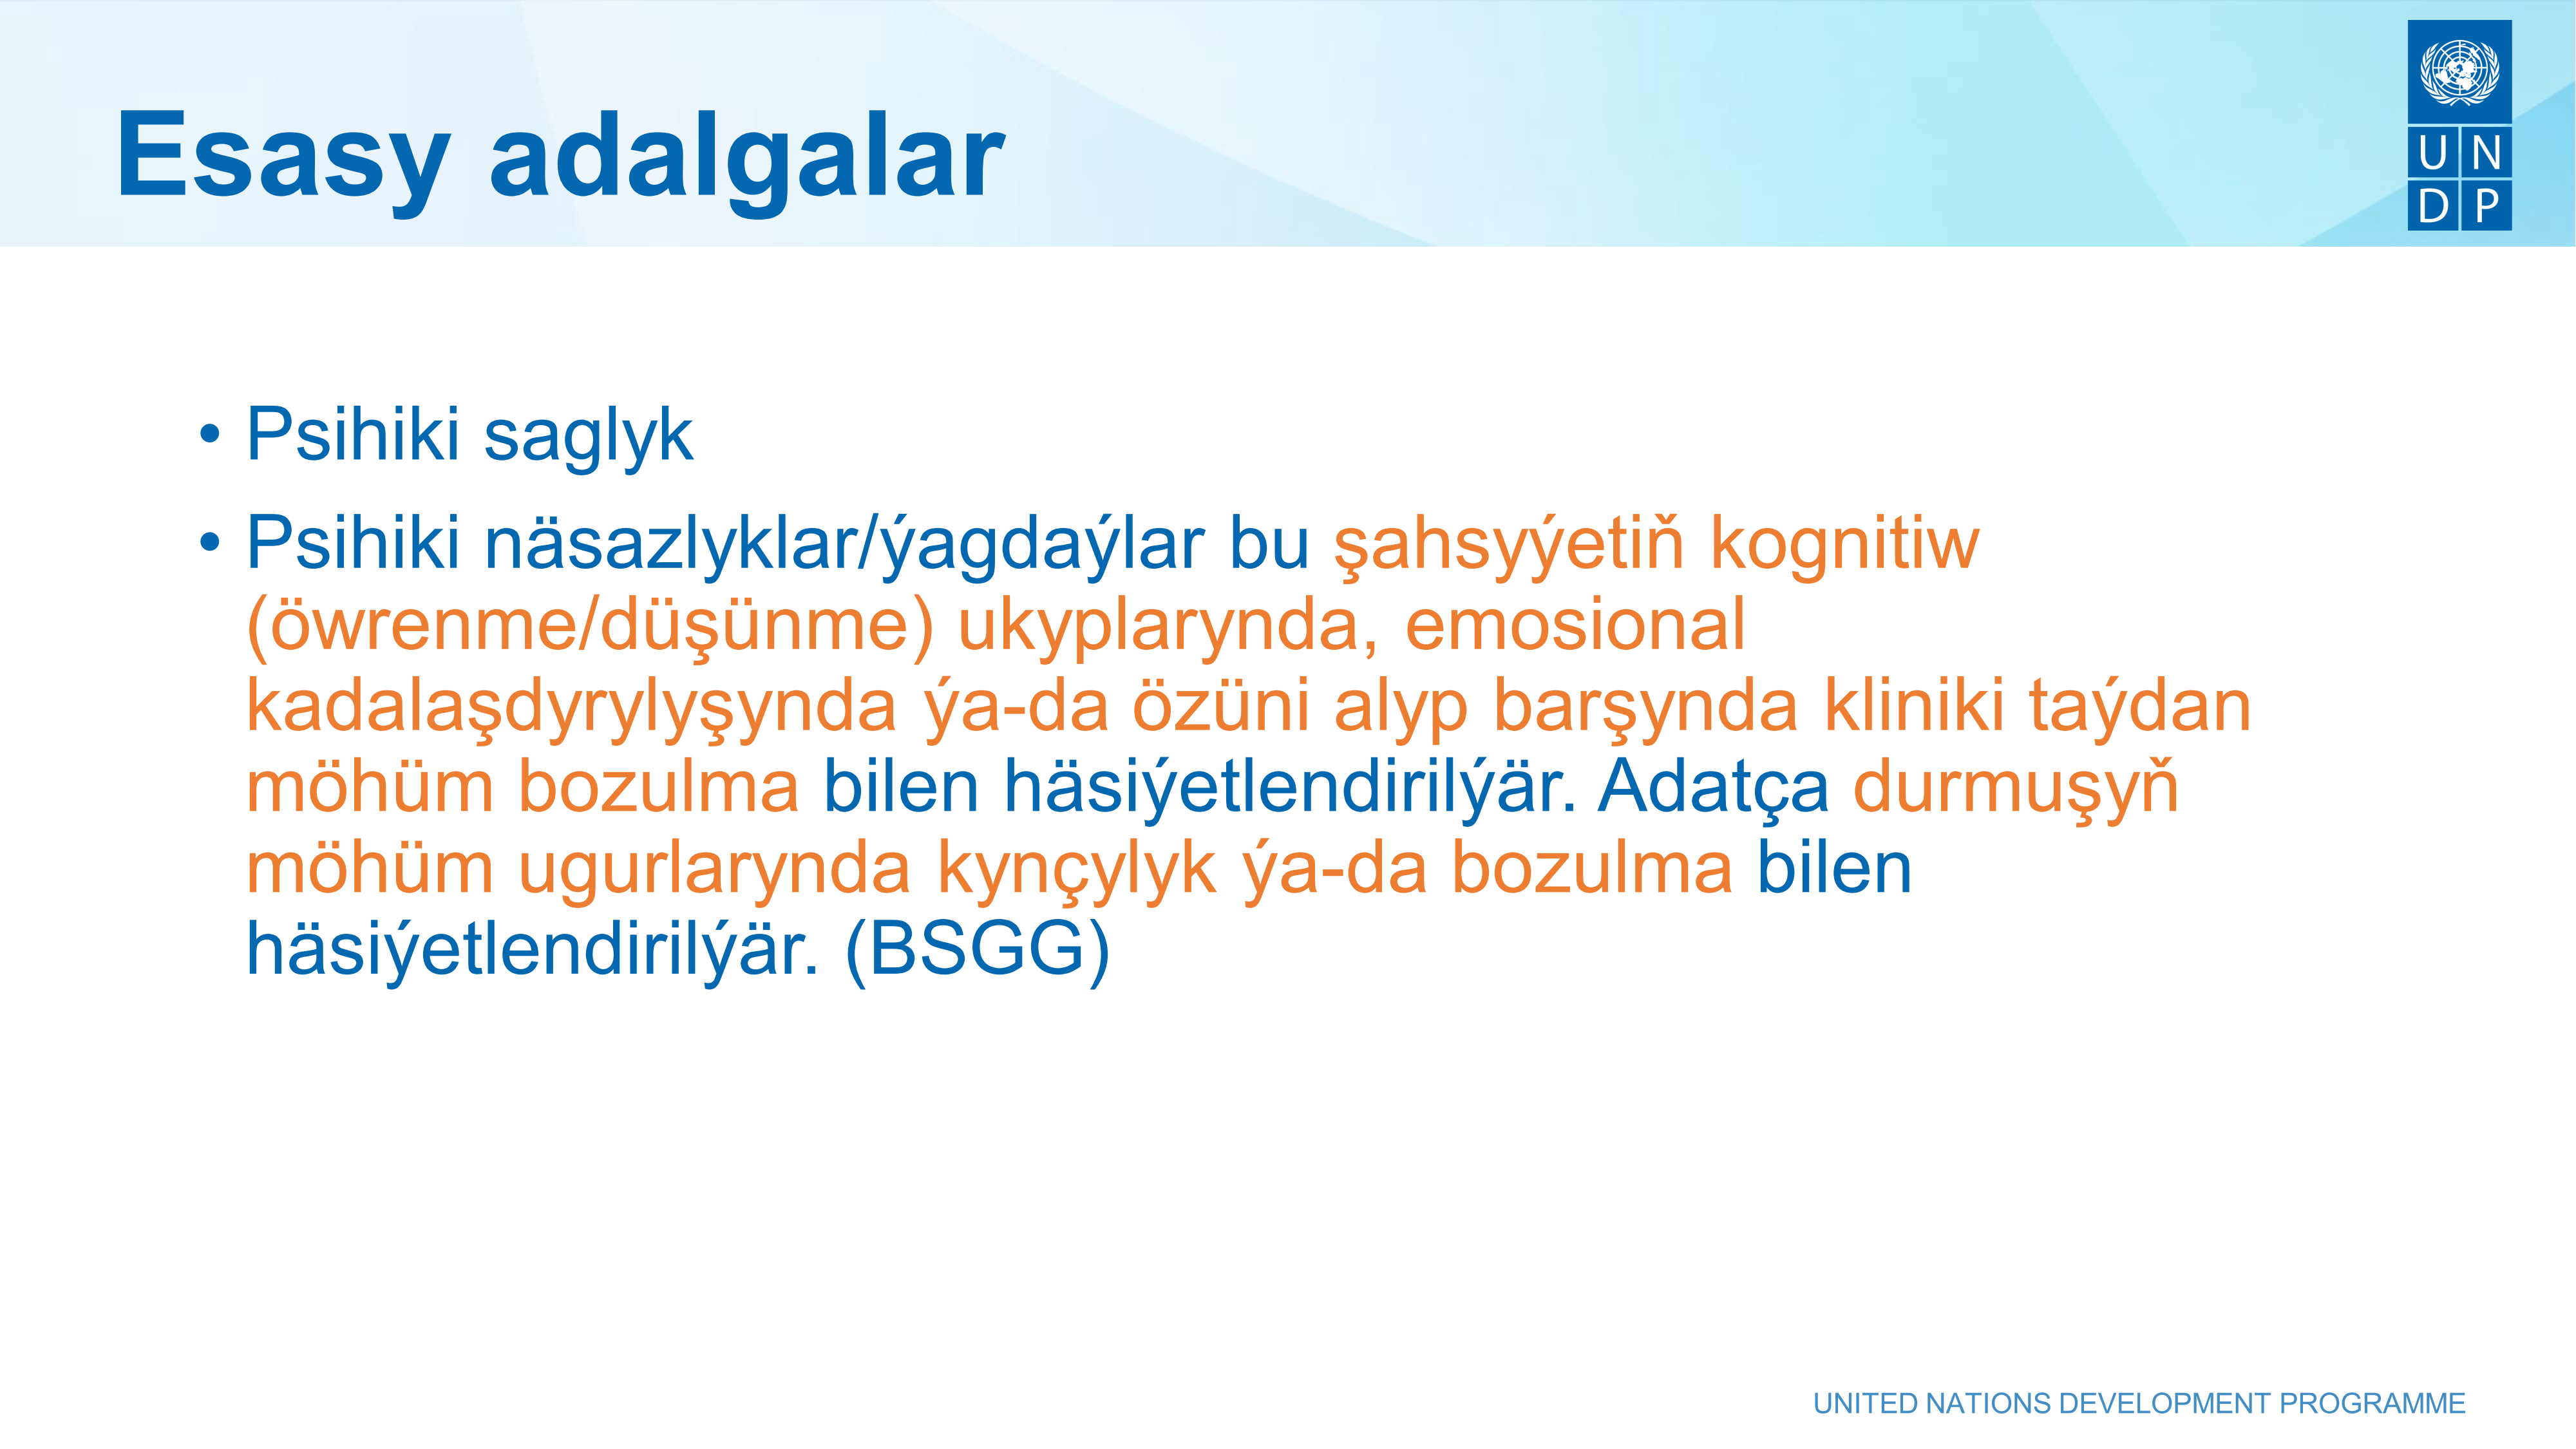 Esasy adalgalar
U N
D P
• Psihiki saglyk
• Psihiki näsazlyklar/ýagdaýlar bu şahsyýetiň kognitiw
(öwrenme/düşünme) ukyplarynda, emosional
kadalaşdyrylyşynda ýa-da özüni alyp barşynda kliniki taýdan
möhüm bozulma bilen häsiýetlendirilýär. Adatça durmuşyň
möhüm ugurlarynda kynçylyk ýa-da bozulma bilen
häsiýetlendirilýär. (BSGG)
UNITED NATIONS DEVELOPMENT PROGRAMME